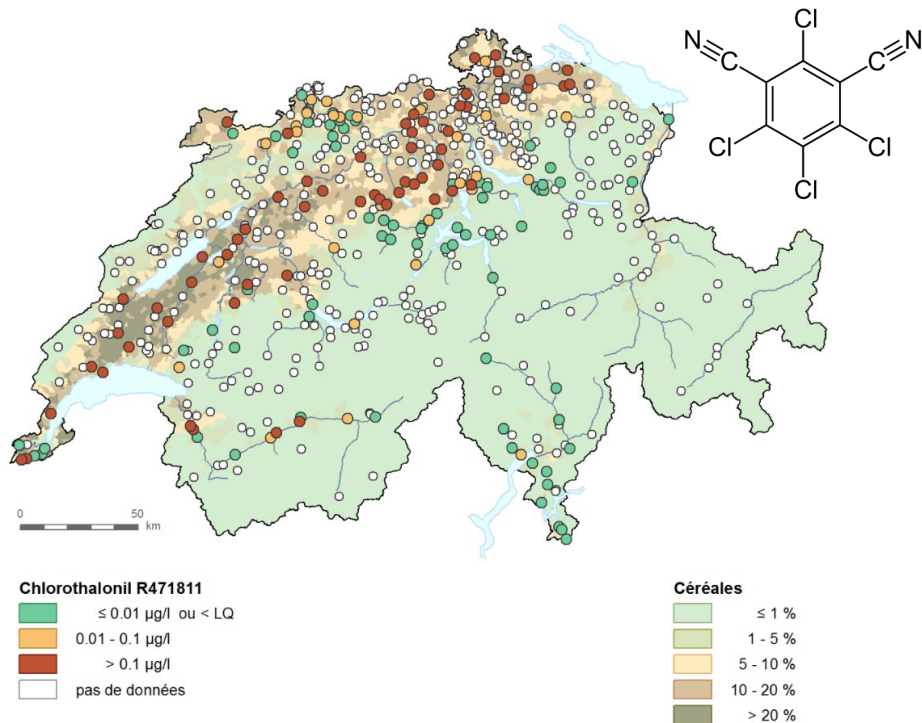 Cl
N
N
Cl
Cl
Cl
0 50
km
Chlorothalonil R471811
≤ 0.01 µg/l ou < LQ
0.01 - 0.1 µg/l
> 0.1 µg/l
pas de données
Céréales
≤ 1 %
1 - 5 %
5 - 10 %
10 - 20 %
> 20 %